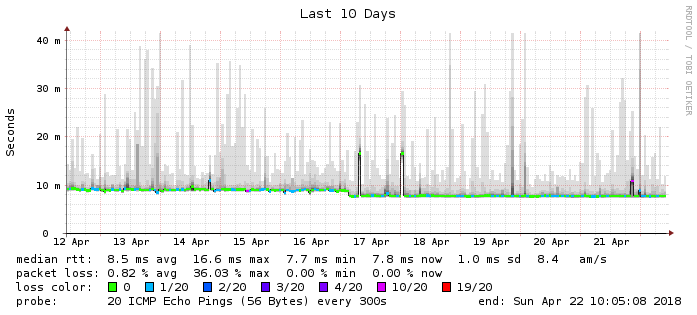 Last 10 Days
RRDTOOL / TOBI OETIKER
Seconds
40 m
30 m
20 m
10 m
0
12 Apr 13 Apr 14 Apr 15 Apr 16 Apr 17 Apr 18 Apr 19 Apr 20 Apr 21 Apr
median rtt: 8.5 ms avg 16.6 ms max 7.7 ms min 7.8 ms now 1.0 ms sd 8.4 am/s
packet loss: 0.82 % avg 36.03 % max 0.00 % min 0.00 % now
loss color: 0 1/20 2/20 3/20 4/20 10/20 19/20
probe: 20 ICMP Echo Pings (56 Bytes) every 300s end: Sun Apr 22 10:05:08 2018